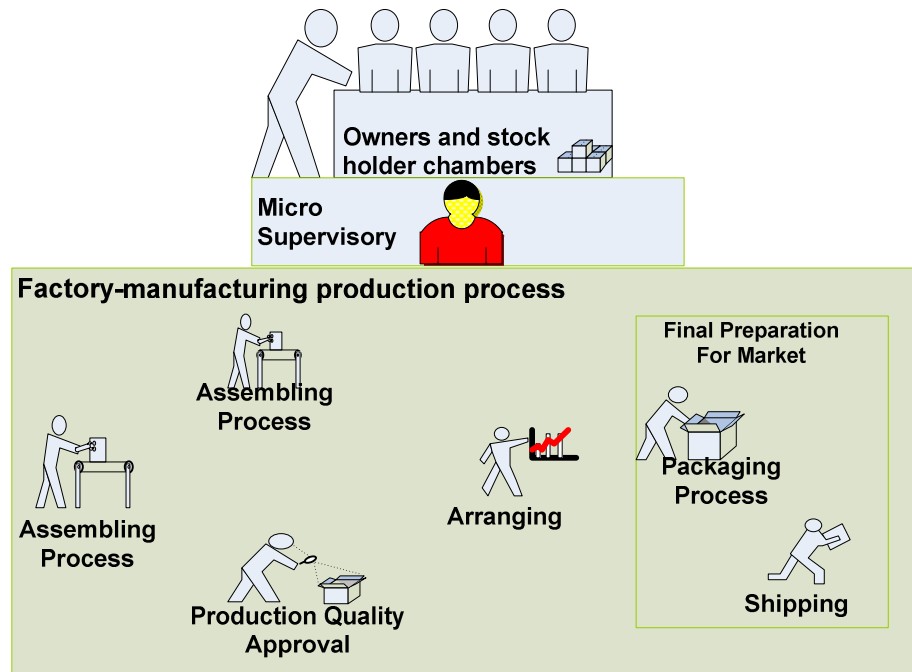 Owners and stock
holder chambers
Micro
Supervisory
Factory-manufacturing production process
Final Preparation
For Market
Assembling
Process
Packaging
Process
Arranging
Assembling
Process
Production Quality
Approval
Shipping